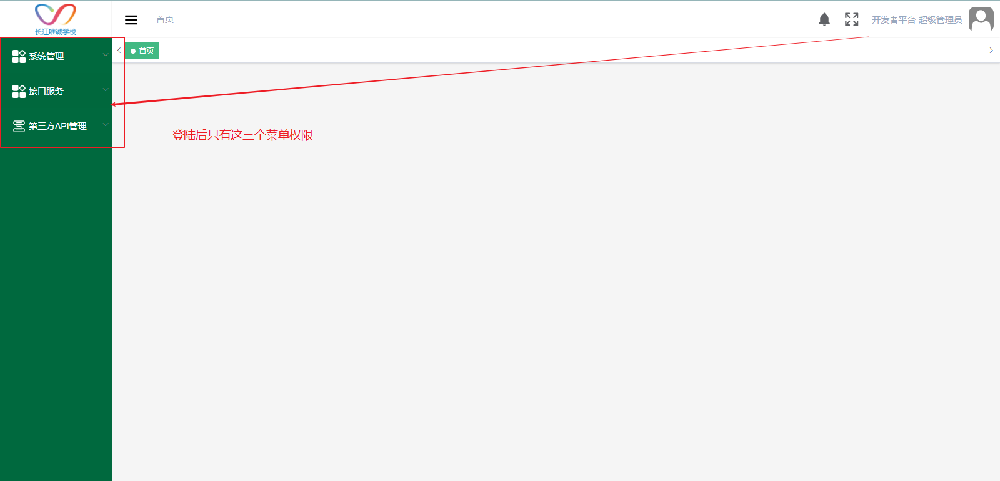 长江唯诚学校
首页
开发者平台-超级管理员
系统管理
首页
接口服务
第三方API管理
登陆后只有这三个菜单权限